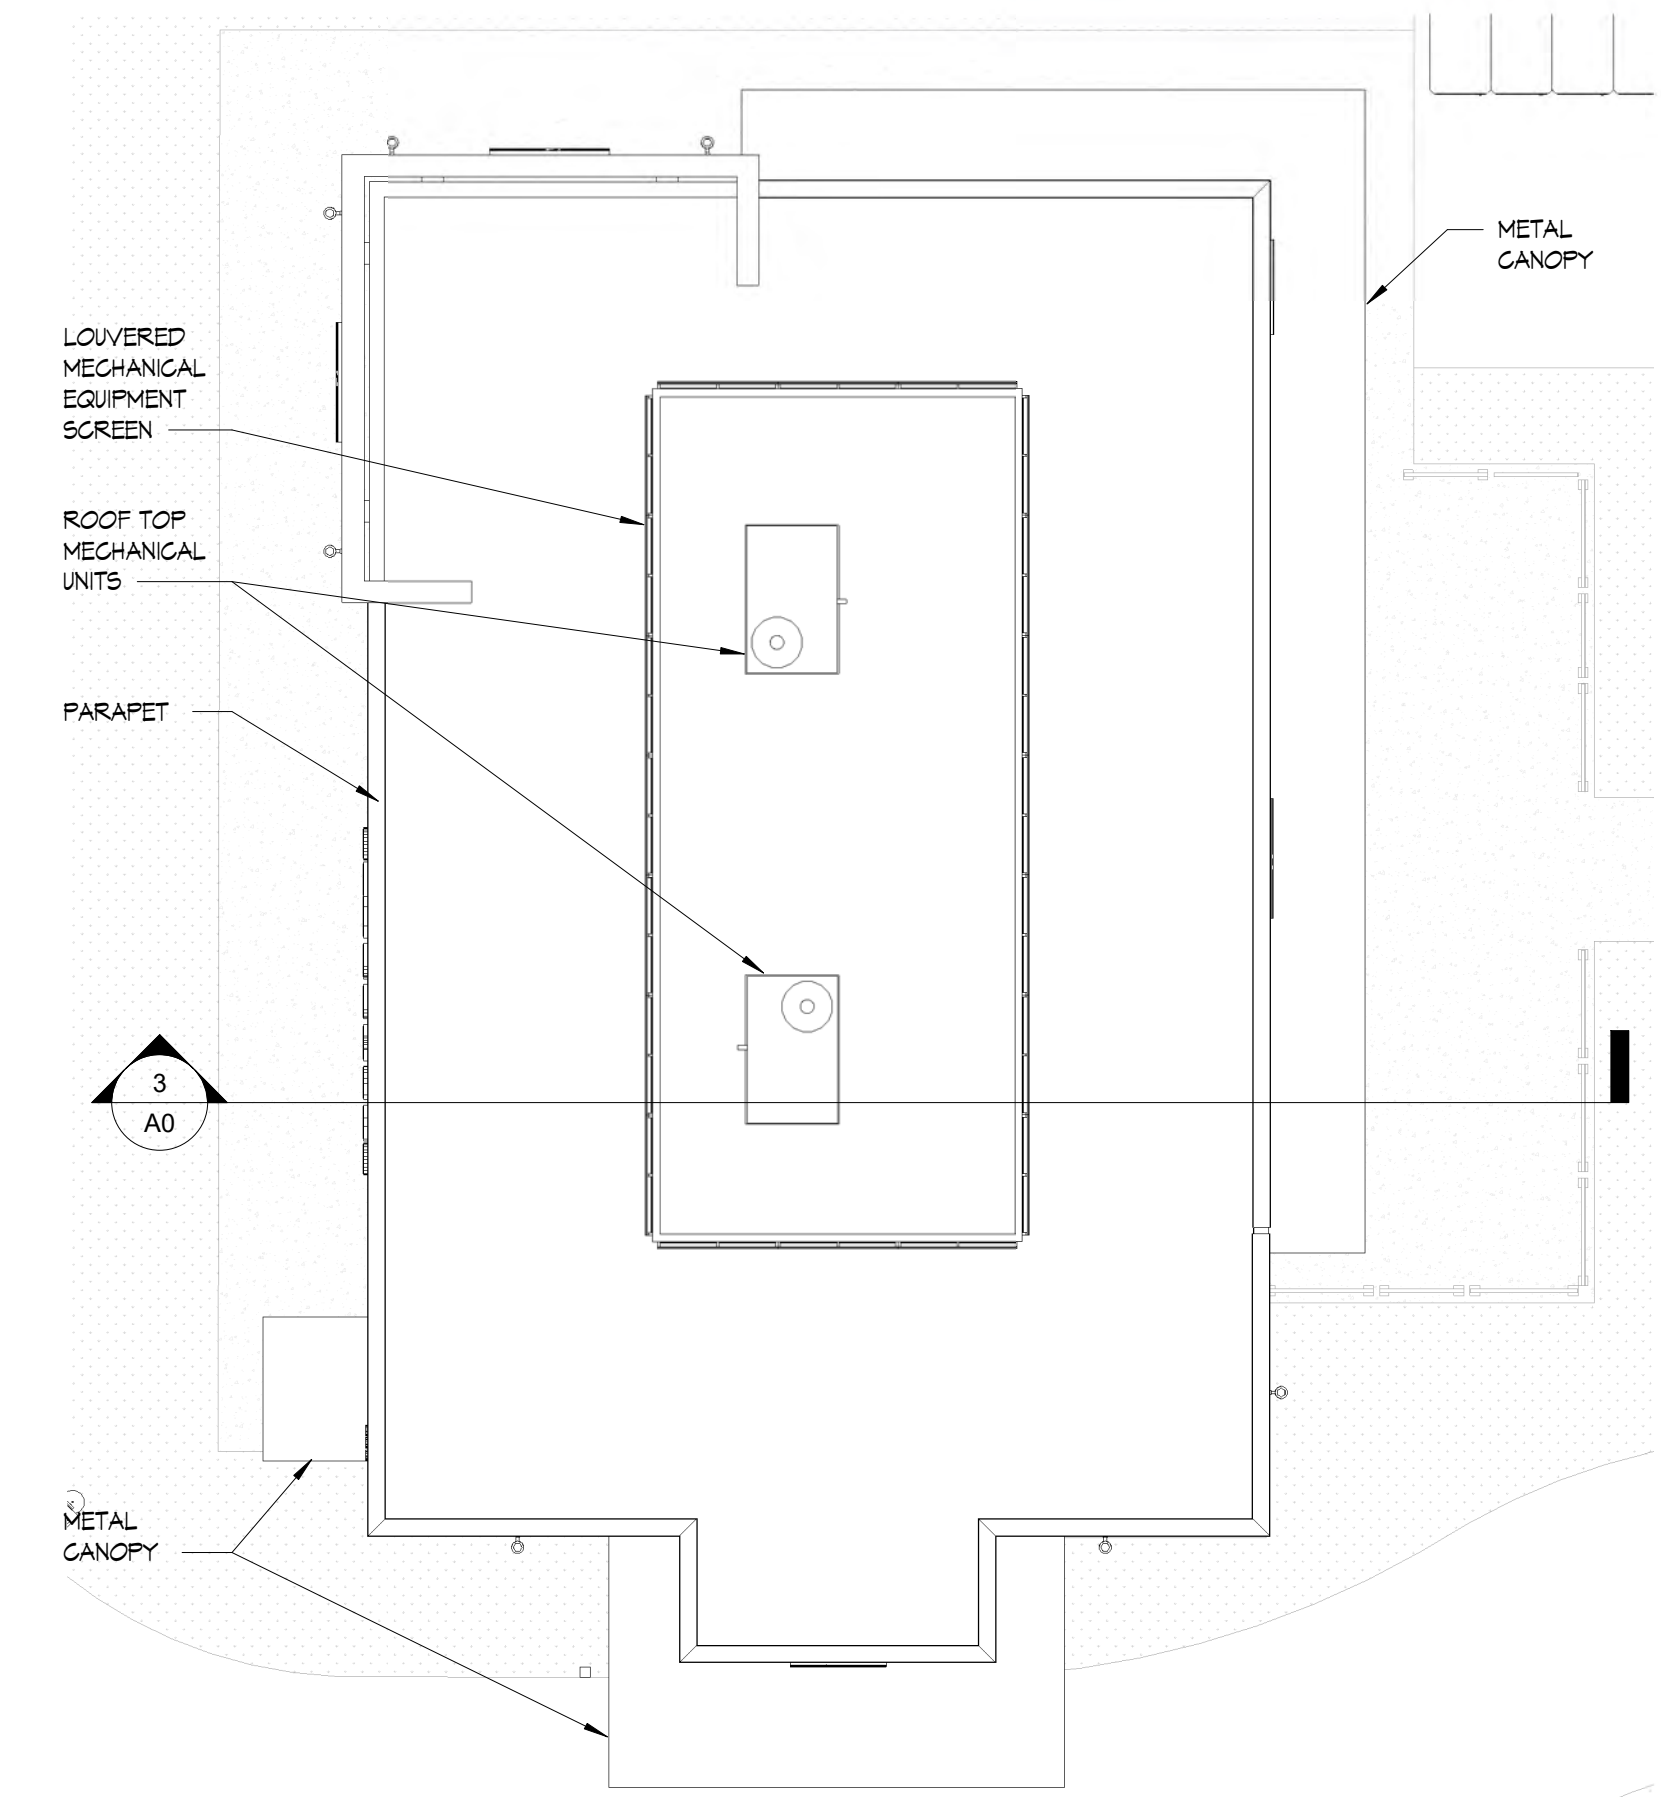 METAL
CANOPY
LOUVERED
MECHANICAL
EQUIPMENT
SCREEN
ROOF TOP
MECHANICAL
UNITS
PARAPET
3
A0
METAL
CANOPY